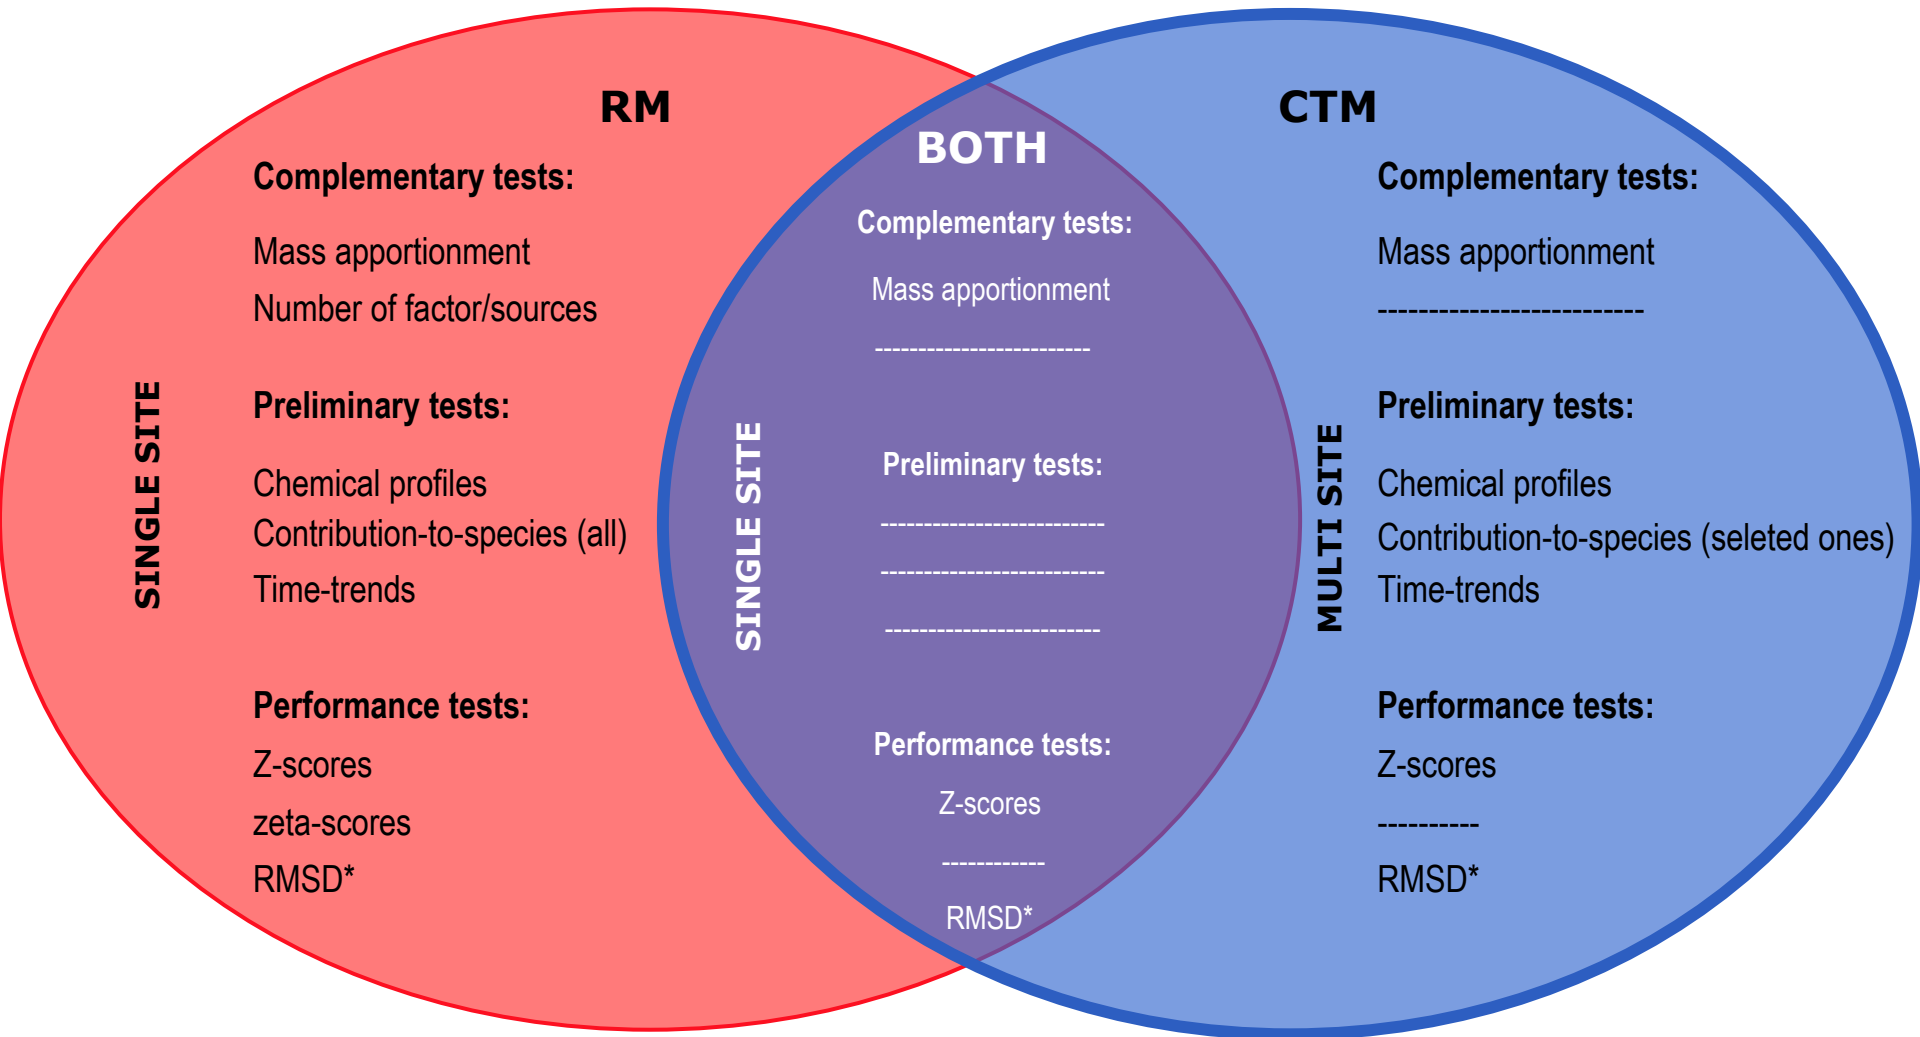 RM
SINGLE SITE
Complementary tests:
Mass apportionment
Number of factor/sources
Preliminary tests:
Chemical profiles
Contribution-to-species (all)
Time-trends
Performance tests:
Z-scores
zeta-scores
RMSD*
BOTH
SINGLE SITE
Complementary tests:
Mass apportionment
-------------------------
Preliminary tests:
--------------------------
--------------------------
-------------------------
Performance tests:
Z-scores
------------
RMSD*
CTM
MULTI SITE
Complementary tests:
Mass apportionment
--------------------------
Preliminary tests:
Chemical profiles
Contribution-to-species (seleted ones)
Time-trends
Performance tests:
Z-scores
----------
RMSD*